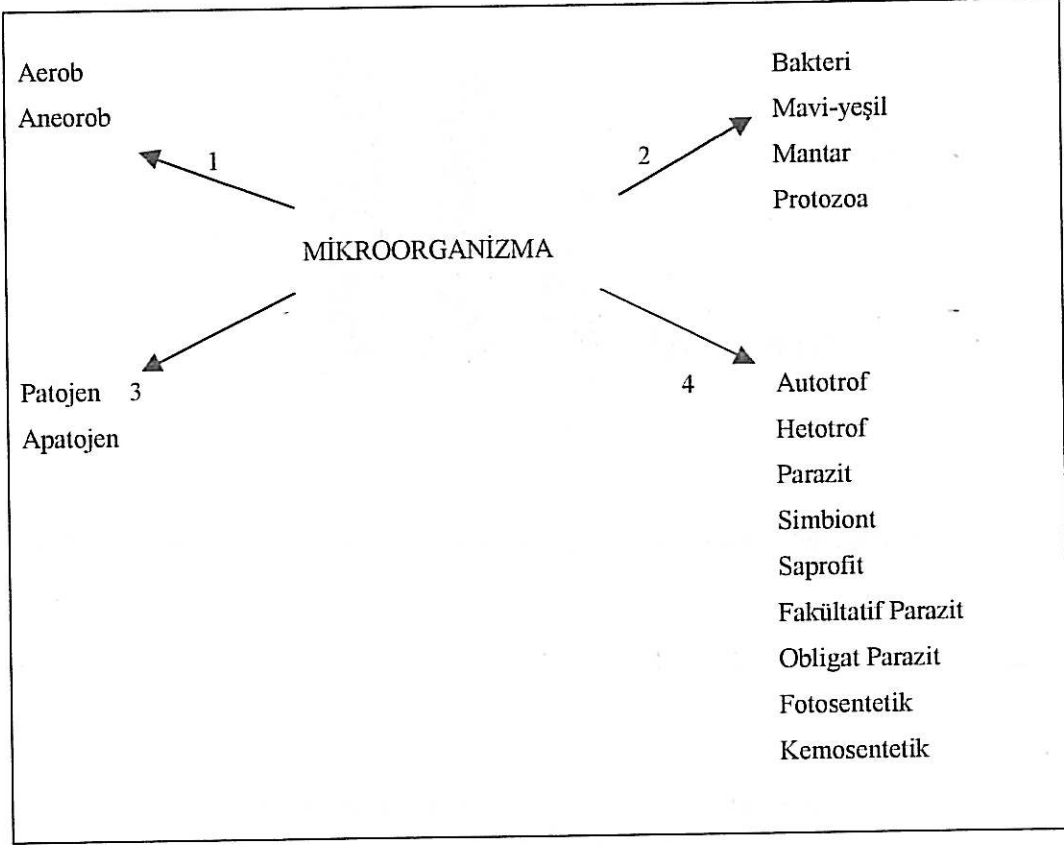 Aerob
Aneorob
1
2
Bakteri
Mavi-yeşil
Mantar
Protozoa
MİKROORGANİZMA
Patojen 3
Apatojen
4
Autotrof
Hetotrof
Parazit
Simbiont
Saprofit
Fakültatif Parazit
Obligat Parazit
Fotosentetik
Kemosentetik